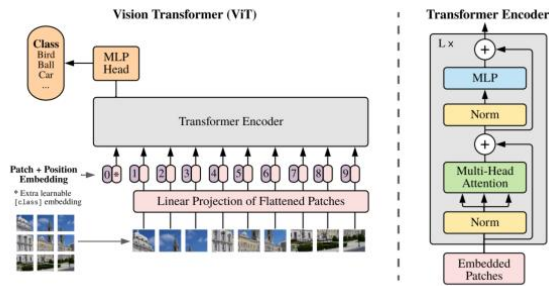 Vision Transformer (ViT)
Class
Bird
Ball
Car
...
MLP
Head
Transformer Encoder
Patch + Position
Embedding
* Extra learnable
[class] embedding
0 * 1 2 3 4 5 6 7 8 9
Linear Projection of Flattened Patches
Transformer Encoder
L x
+
MLP
Norm
+
Multi-Head
Attention
Norm
Embedded
Patches